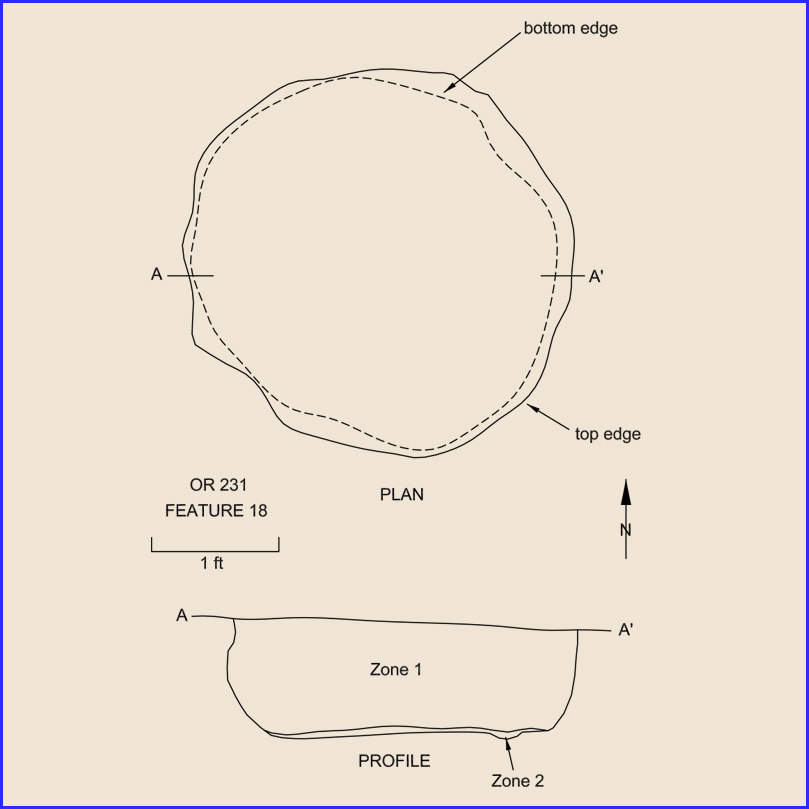 bottom edge
A
A'
top edge
OR 231
FEATURE 18
PLAN
N
1 ft
A
A'
Zone 1
PROFILE
Zone 2